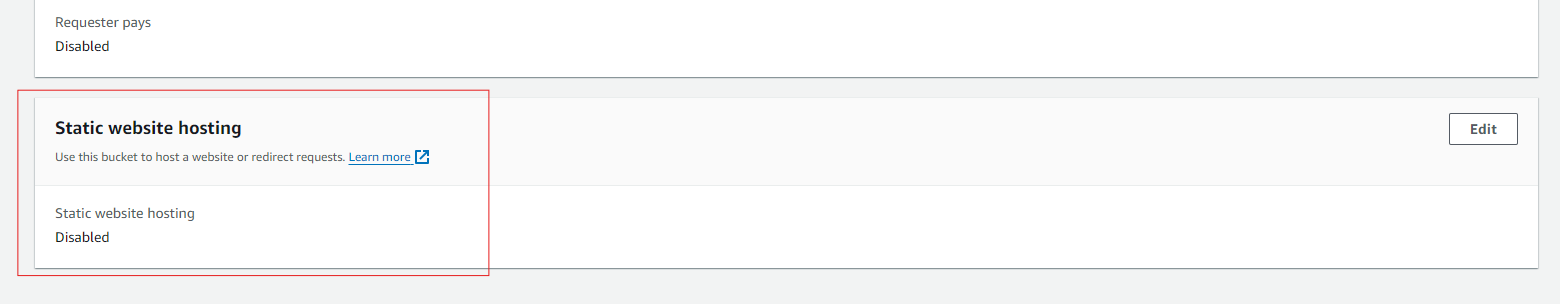 Requester pays
Disabled
Static website hosting
Edit
Use this bucket to host a website or redirect requests. Learn more
Static website hosting
Disabled